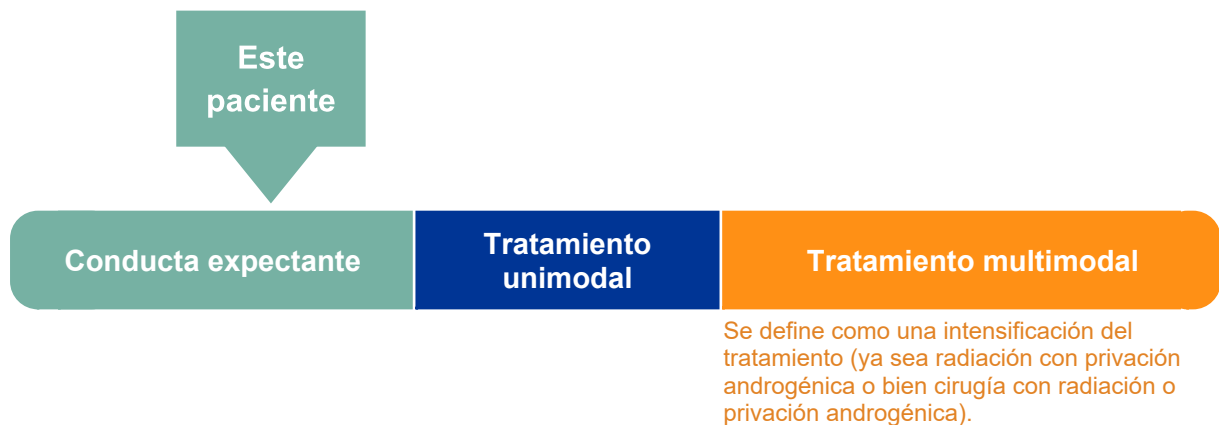 Este
paciente
Conducta expectante
Tratamiento
unimodal
Tratamiento multimodal
Se define como una intensificación del
tratamiento (ya sea radiación con privación
androgénica o bien cirugía con radiación o
privación androgénica).